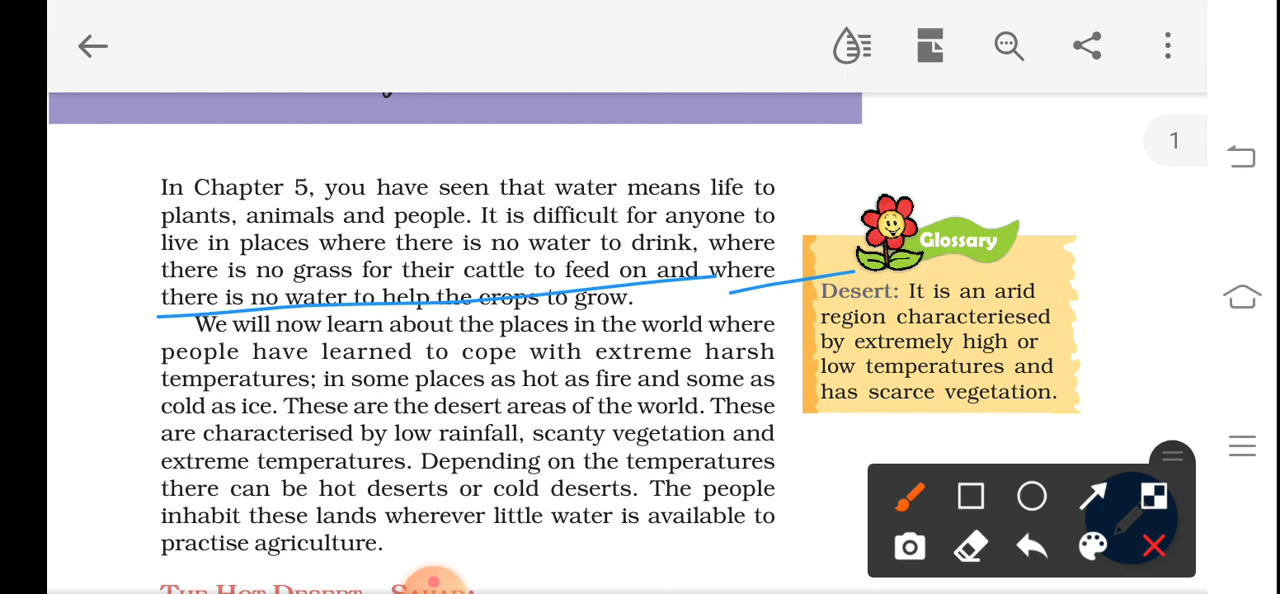 1
In Chapter 5, you have seen that water means life to
plants, animals and people. It is difficult for anyone to
live in places where there is no water to drink, where
there is no grass for their cattle to feed on and where
there is no water to help the crops to grow.
We will now learn about the places in the world where
people have learned to cope with extreme harsh
temperatures; in some places as hot as fire and some as
cold as ice. These are the desert areas of the world. These
are characterised by low rainfall, scanty vegetation and
extreme temperatures. Depending on the temperatures
there can be hot deserts or cold deserts. The people
inhabit these lands wherever little water is available to
practise agriculture.
The Hot Desert – Sahara
Glossary
Desert: It is an arid
region characteriesed
by extremely high or
low temperatures and
has scarce vegetation.